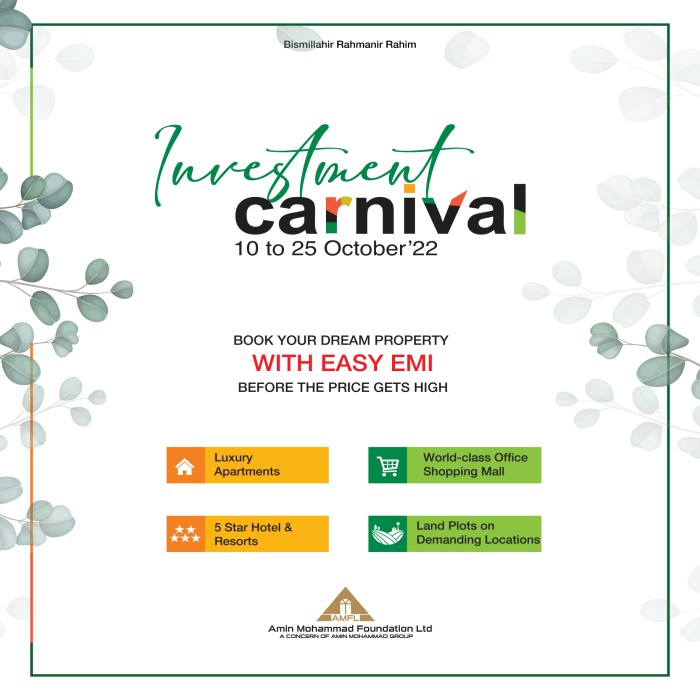 Bismillahir Rahmanir Rahim
Investment
carnival
10 to 25 October'22
BOOK YOUR DREAM PROPERTY
WITH EASY EMI
BEFORE THE PRICE GETS HIGH
Luxury
Apartments
World-class Office
Shopping Mall
5 Star Hotel &
Resorts
Land Plots on
Demanding Locations
AMFL
Amin Mohammad Foundation Ltd
A CONCERN OF AMIN MOHAMMAD GROUP